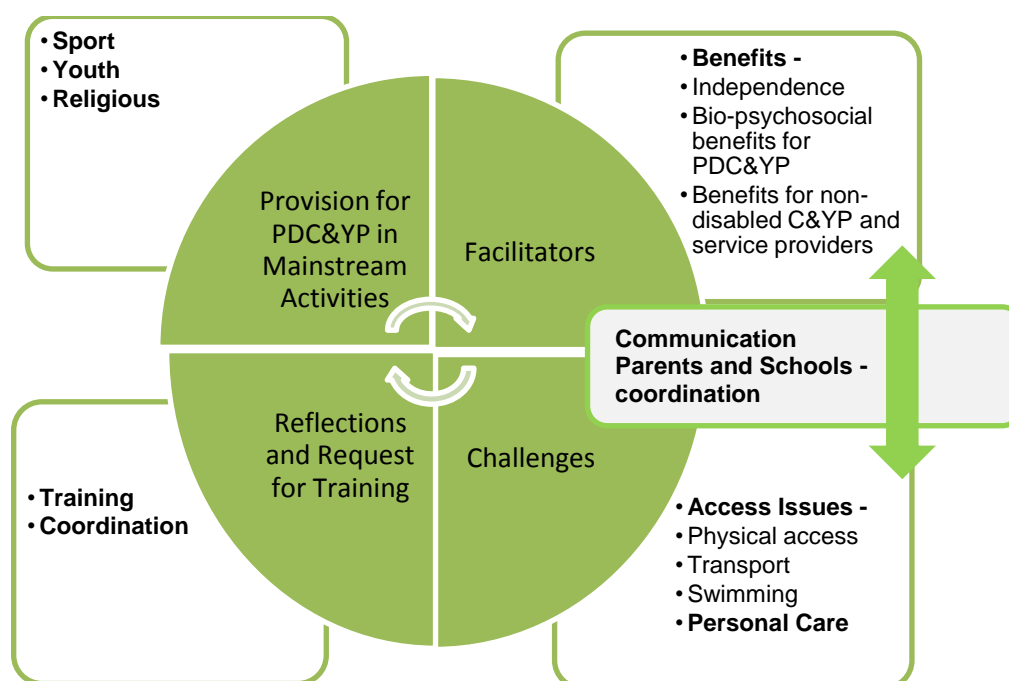 • Sport
• Youth
• Religious
Provision for
PDC&YP in
Mainstream
Activities
Facilitators
• Benefits -
• Independence
• Bio-psychosocial
benefits for
PDC&YP
• Benefits for non-
disabled C&YP and
service providers
Communication
Parents and Schools -
coordination
Reflections
and Request
for Training
Challenges
• Training
• Coordination
• Access Issues -
• Physical access
• Transport
• Swimming
• Personal Care